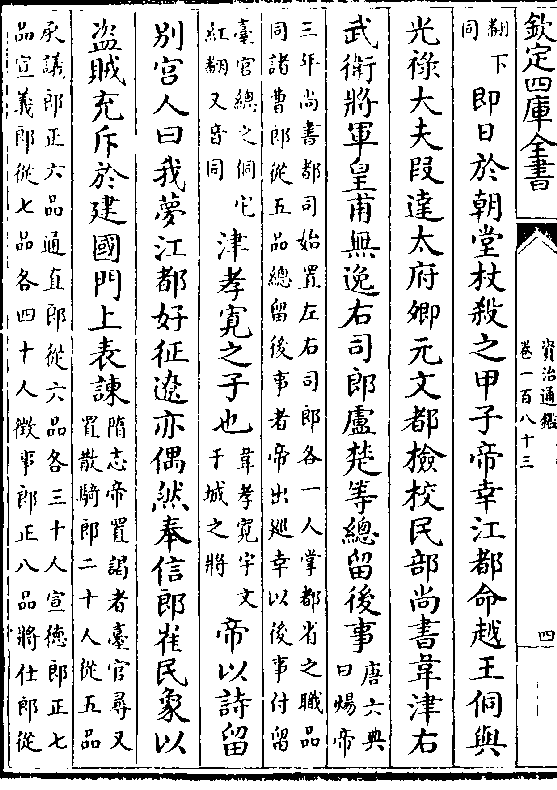 欽定四庫全書
資治通鑑
卷一百八十三
四
翻下
同
即日於朝堂杖殺之甲子帝幸江都命越王侗與
光祿大夫段達太府卿元文都檢校民部尚書韋津右
武衛將軍皇甫無逸右司郎盧楚等總留後事
唐六典
曰煬帝
三年尚書都司始置左右司郎各一人掌都省之職品
同諸曹郎從五品總留後事者帝出廵幸以後事付留
臺官總之侗它
紅翻又音同
津孝寛之子也
韋孝寛宇文
干城之將
帝以詩留
别宫人曰我夢江都好征遼亦偶然奉信郎崔民象以
盗賊充斥於建國門上表諫
隋志帝置謁者臺官尋又
置散騎郎二十人從五品
承議郎正六品通直郎從六品各三十人宣德郎正七
品宣義郎從七品各四十人徴事郎正八品將仕郎從